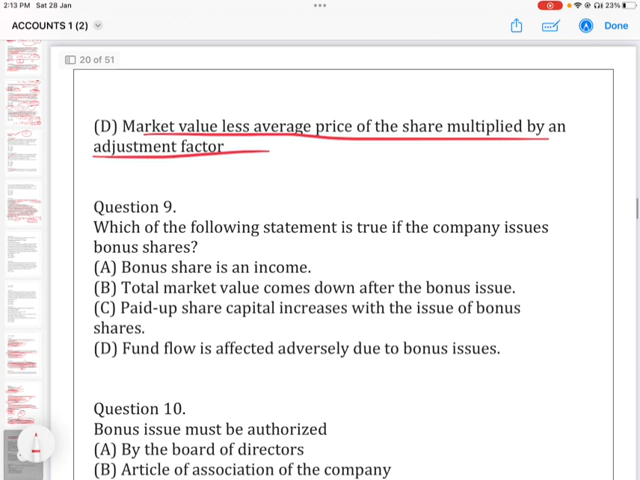 2:13 PM Sat 28 Jan
23%
ACCOUNTS 1 (2)
Done
20 of 51
(D) Market value less average price of the share multiplied by an
adjustment factor
Question 9.
Which of the following statement is true if the company issues
bonus shares?
(A) Bonus share is an income.
(B) Total market value comes down after the bonus issue.
(C) Paid-up share capital increases with the issue of bonus
shares.
(D) Fund flow is affected adversely due to bonus issues.
Question 10.
Bonus issue must be authorized
(A) By the board of directors
(B) Article of association of the company